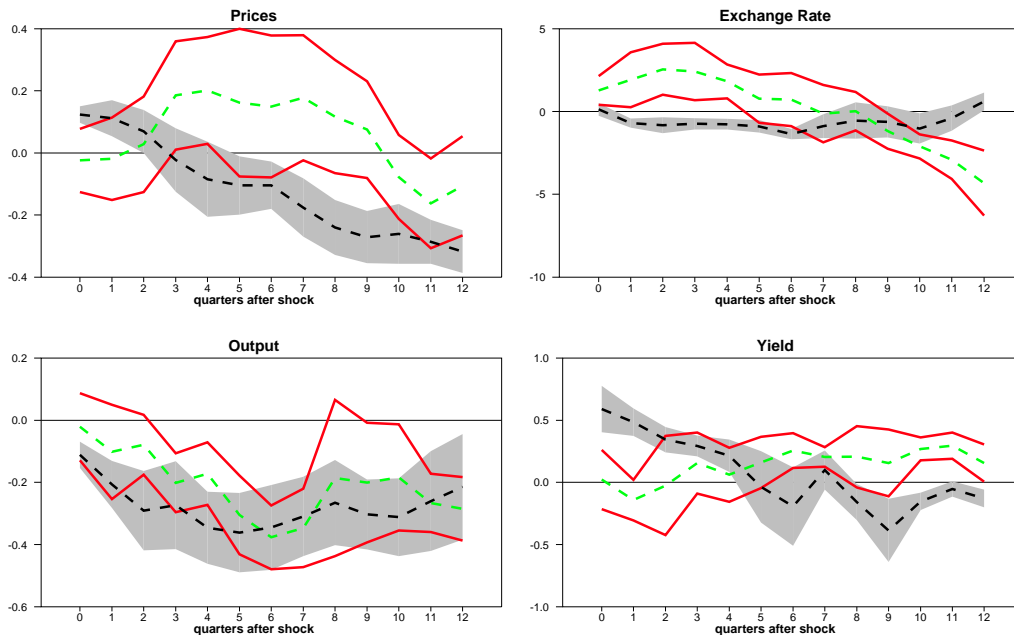 Prices
0.4
0.2
0.0
-0.2
-0.4
0 1 2 3 4 5 6 7 8 9 10 11 12
quarters after shock
Exchange Rate
5
0
-5
-10
0 1 2 3 4 5 6 7 8 9 10 11 12
quarters after shock
Output
0.2
0.0
-0.2
-0.4
-0.6
0 1 2 3 4 5 6 7 8 9 10 11 12
quarters after shock
Yield
1.0
0.5
0.0
-0.5
-1.0
0 1 2 3 4 5 6 7 8 9 10 11 12
quarters after shock